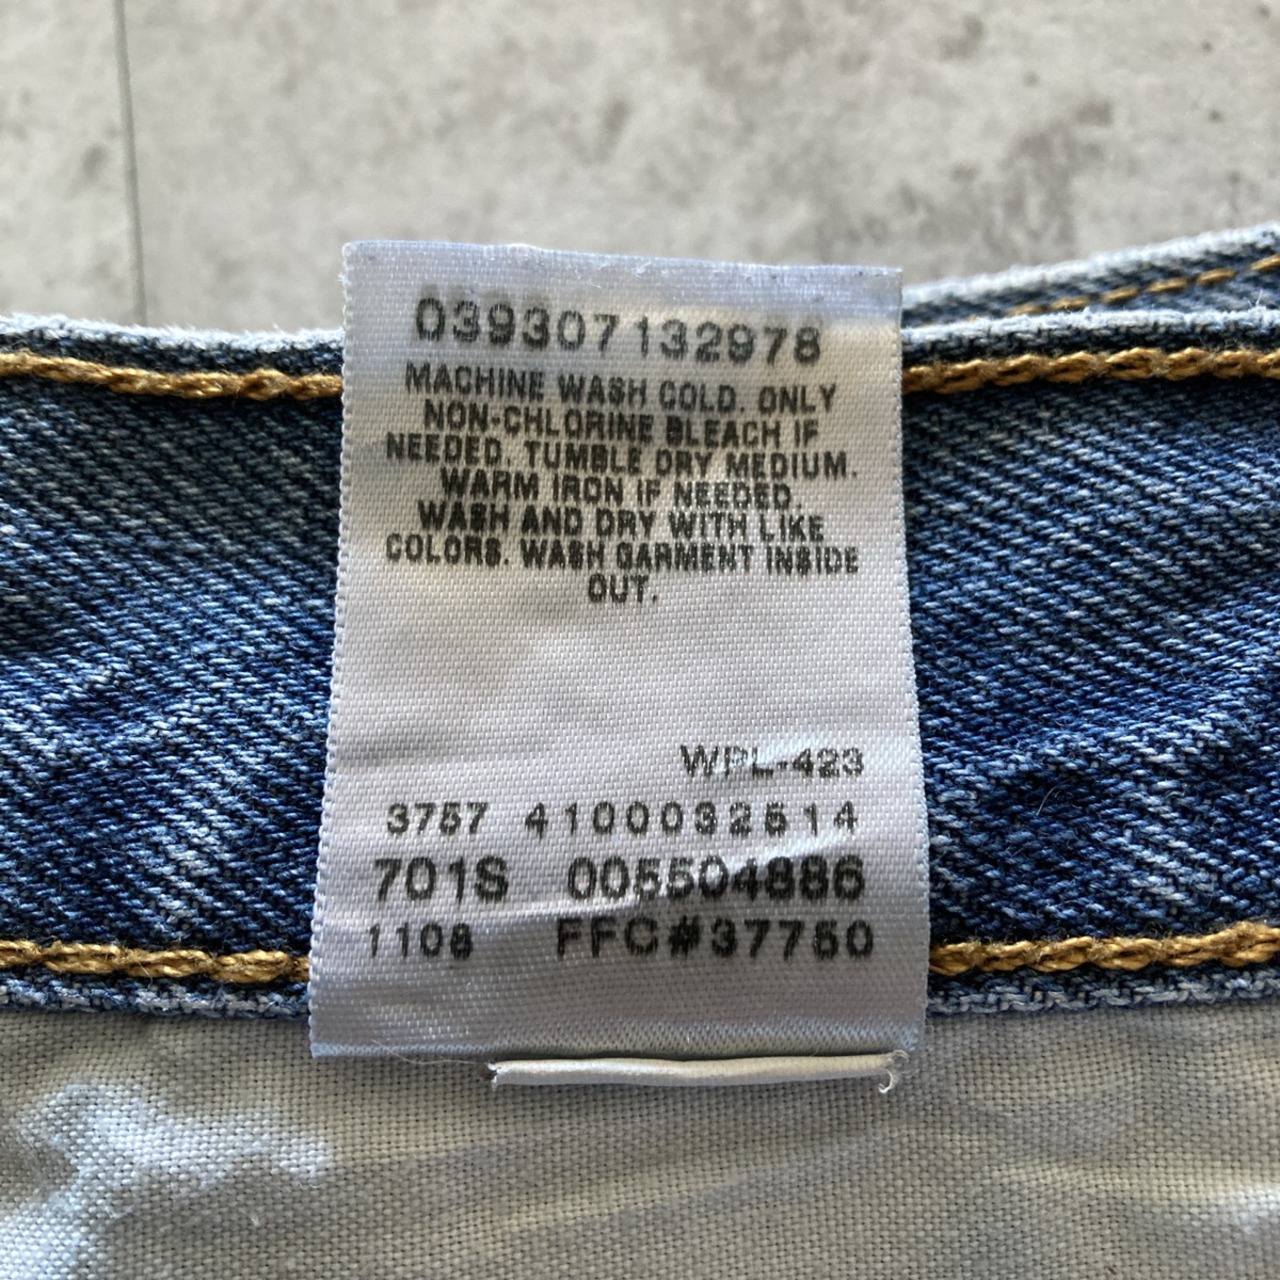 039307132978
MACHINE WASH COLD. ONLY
NON-CHLORINE BLEACH IF
NEEDED. TUMBLE DRY MEDIUM.
WARM IRON IF NEEDED.
WASH AND DRY WITH LIKE
COLORS. WASH GARMENT INSIDE
OUT.
WPL-423
3757 4100032514
701S 005504886
1108 FFC#37750